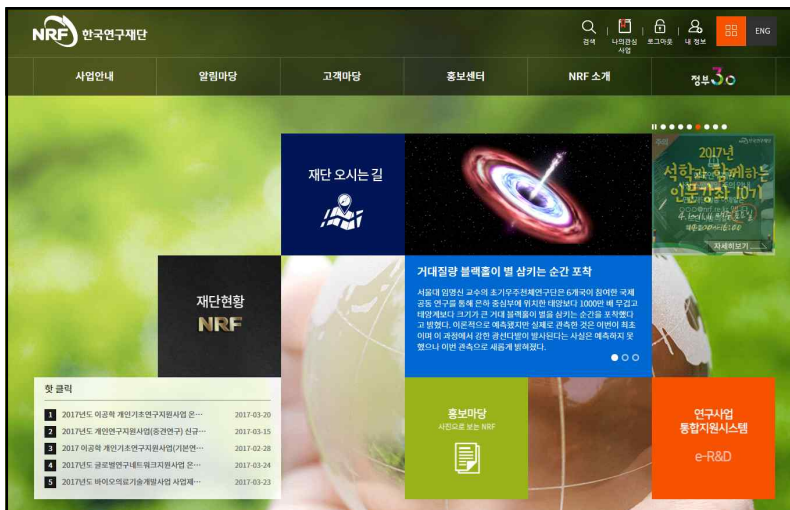 NRF 한국연구재단
검색
나의관심
사업
로그아웃
내 정보
ENG
사업안내
알림마당
고객마당
홍보센터
NRF 소개
정부3.0
재단 오시는 길
2017년
석학과 함께하는
인문강좌 10기
자세히보기
재단현황
NRF
거대질량 블랙홀이 별 삼키는 순간 포착
서울대 임명신 교수의 초기우주천체연구단은 6개국이 참여한 국제
공동 연구를 통해 은하 중심부에 위치한 태양보다 1000만 배 무겁고
태양계보다 크기가 큰 거대 블랙홀이 별을 삼키는 순간을 포착했다
고 밝혔다. 이론적으로 예측됐지만 실제로 관측한 것은 이번이 최초
이며 이 과정에서 강한 광선다발이 발사된다는 사실은 예측하지 못
했으나 이번 관측으로 새롭게 밝혀졌다.
핫 클릭
1 2017년도 이공학 개인기초연구지원사업 온… 2017-03-20
2 2017년도 개인연구지원사업(중견연구) 신규… 2017-03-15
3 2017 이공학 개인기초연구지원사업(기본연… 2017-02-28
4 2017년도 글로벌연구네트워크지원사업 온… 2017-03-24
5 2017년도 바이오의료기술개발사업 사업제… 2017-03-23
홍보마당
사진으로 보는 NRF
연구사업
통합지원시스템
e-R&D